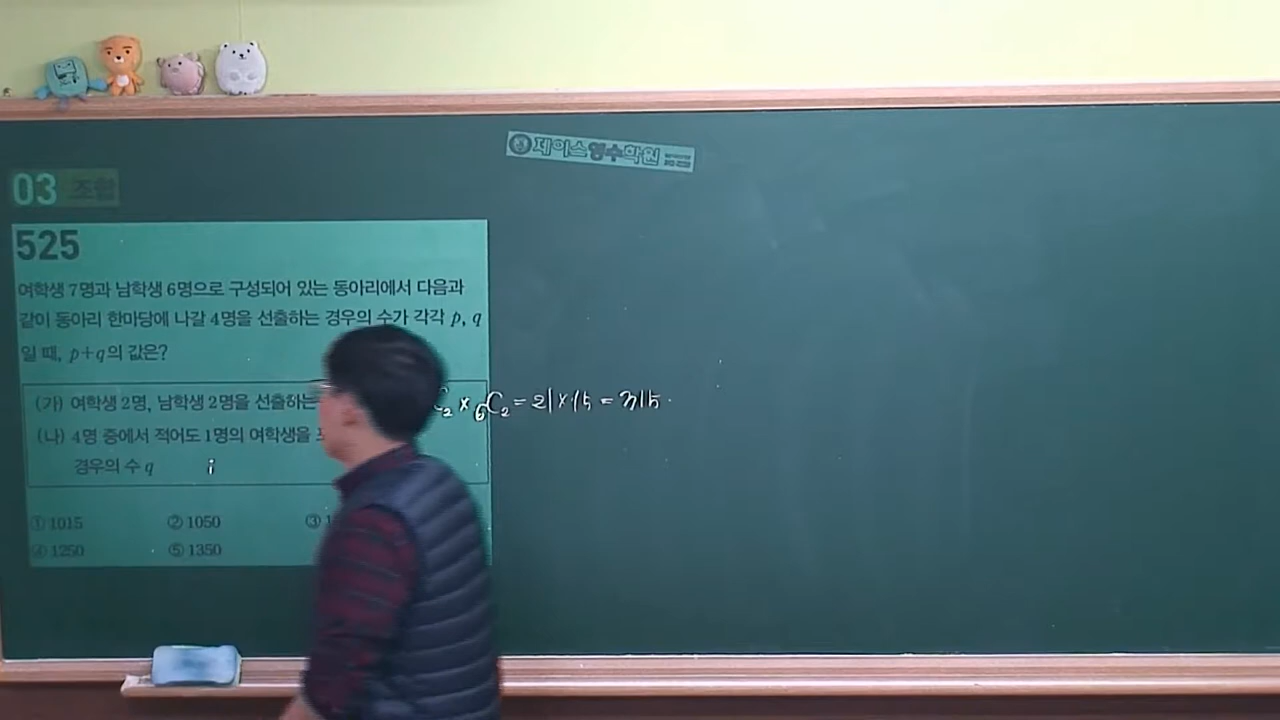 제이스영수학원
03 조합
525
여학생 7명과 남학생 6명으로 구성되어 있는 동아리에서 다음과
같이 동아리 한마당에 나갈 4명을 선출하는 경우의 수가 각각 p, q
일 때, p+q의 값은?
(가) 여학생 2명, 남학생 2명을 선출하는
C₂ × ₆C₂ = 21 × 15 = 315
(나) 4명 중에서 적어도 1명의 여학생을
경우의 수 q
① 1015 ② 1050 ③
④ 1250 ⑤ 1350